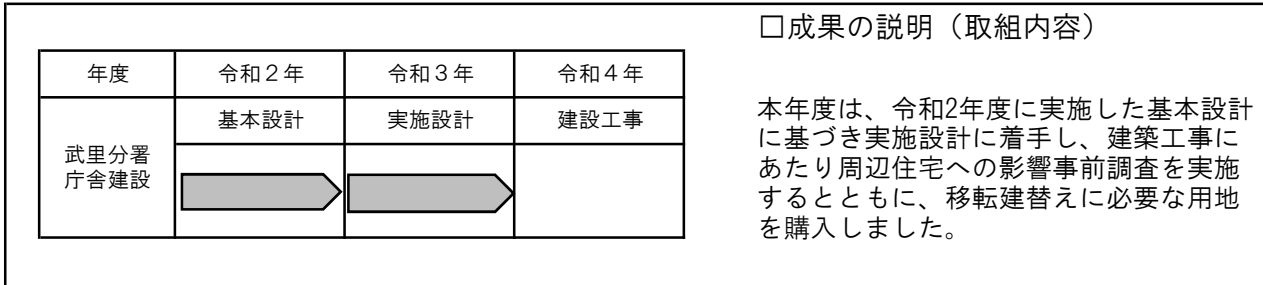 年度 令和２年 令和３年 令和４年
基本設計 実施設計 建設工事
武里分署
庁舎建設
□成果の説明（取組内容）
本年度は、令和2年度に実施した基本設計
に基づき実施設計に着手し、建築工事に
あたり周辺住宅への影響事前調査を実施
するとともに、移転建替えに必要な用地
を購入しました。